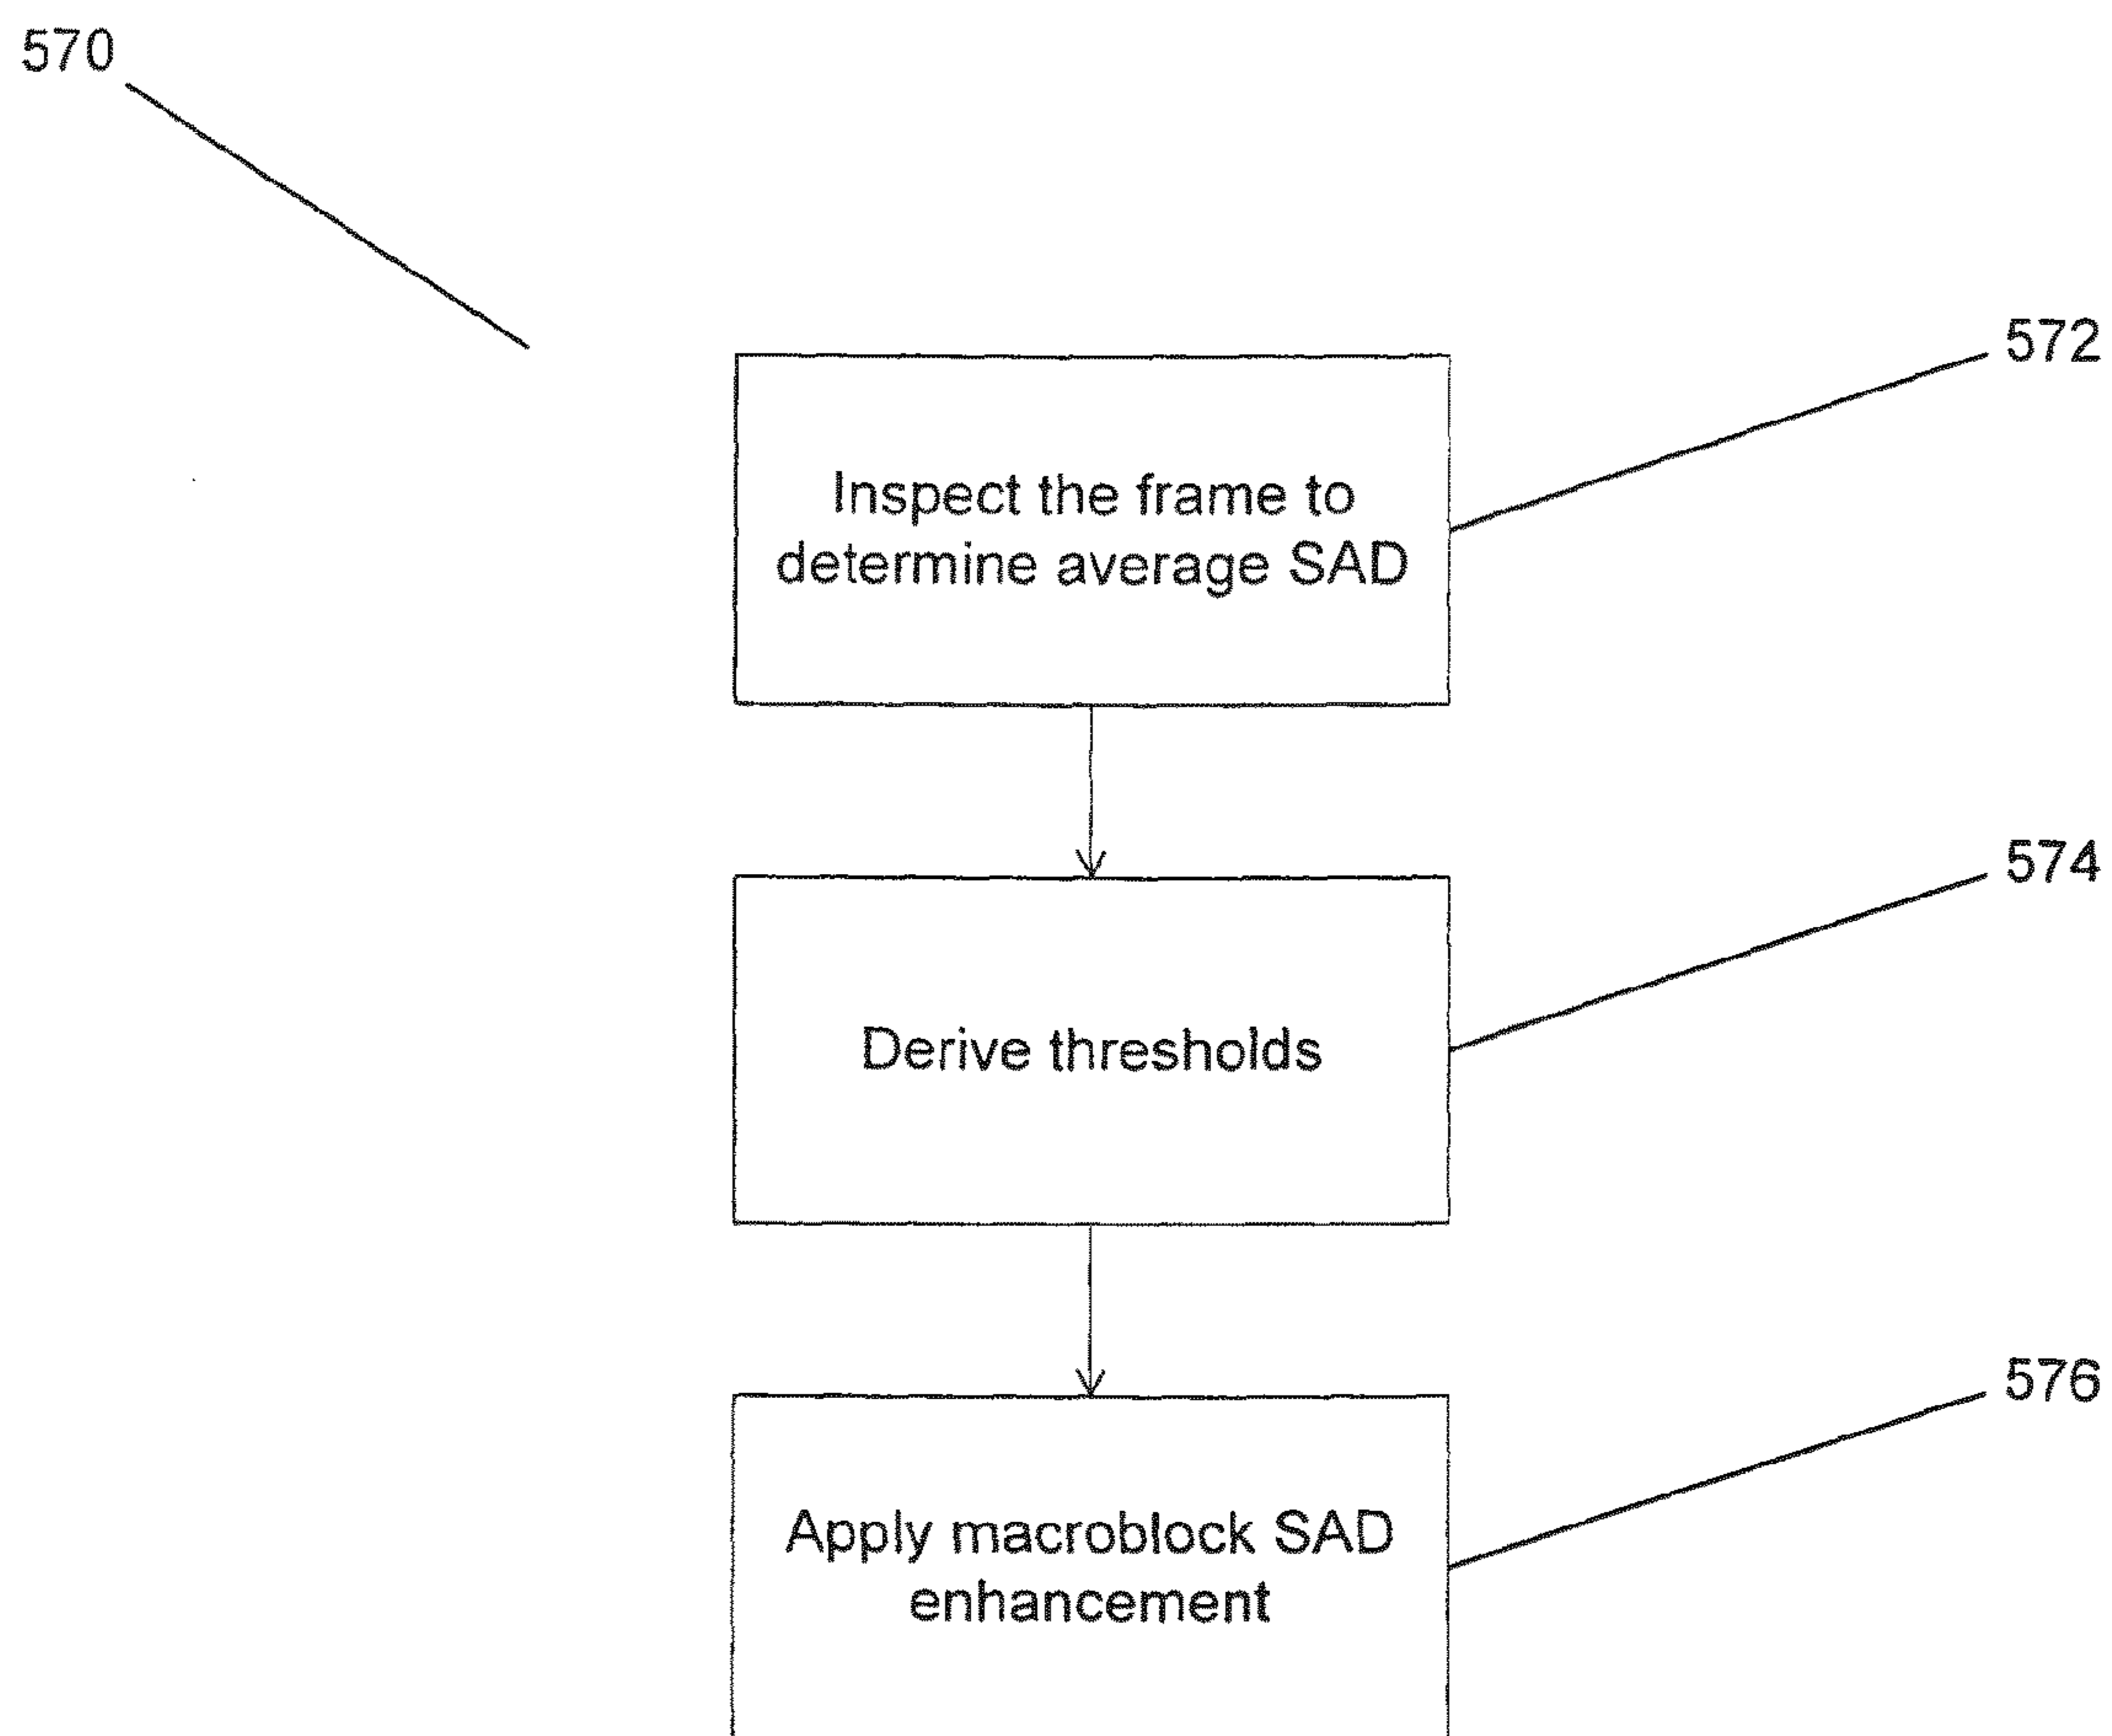 570
572
Inspect the frame to
determine average SAD
574
Derive thresholds
576
Apply macroblock SAD
enhancement